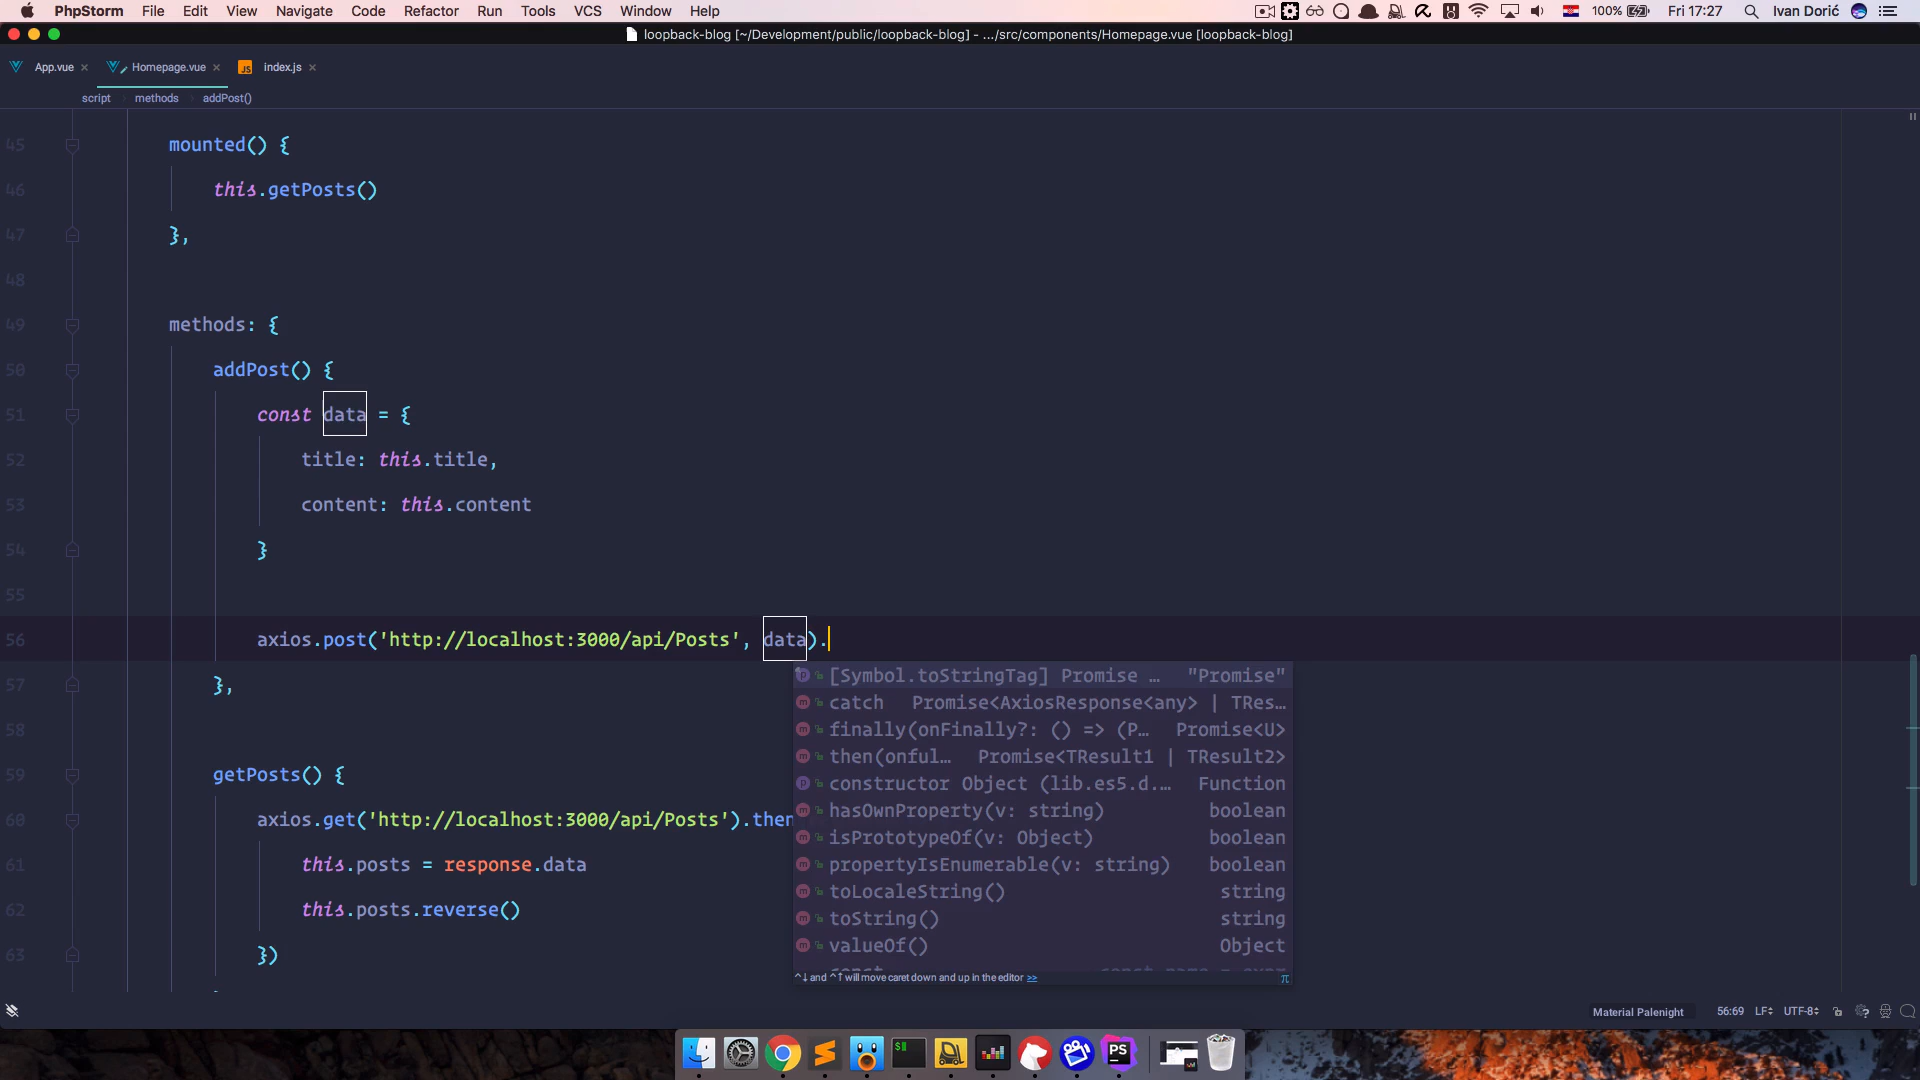 PhpStorm File Edit View Navigate Code Refactor Run Tools VCS Window Help 100% Fri 17:27 Ivan Dorić
loopback-blog [~/Development/public/loopback-blog] - .../src/components/Homepage.vue [loopback-blog]
App.vue Homepage.vue JS index.js
script methods addPost()
45 mounted() {
46 this.getPosts()
47 },
48
49 methods: {
50 addPost() {
51 const data = {
52 title: this.title,
53 content: this.content
54 }
55
56 axios.post('http://localhost:3000/api/Posts', data).
[Symbol.toStringTag] Promise … "Promise"
catch Promise<AxiosResponse<any> | TRes…
finally(onFinally?: () => (P… Promise<U>
then(onful… Promise<TResult1 | TResult2>
constructor Object (lib.es5.d.… Function
hasOwnProperty(v: string) boolean
isPrototypeOf(v: Object) boolean
propertyIsEnumerable(v: string) boolean
toLocaleString() string
toString() string
valueOf() Object
^↓ and ^↑ will move caret down and up in the editor >> π
57 },
58
59 getPosts() {
60 axios.get('http://localhost:3000/api/Posts').then
61 this.posts = response.data
62 this.posts.reverse()
63 })
Material Palenight 56:69 LF UTF-8
$
PS